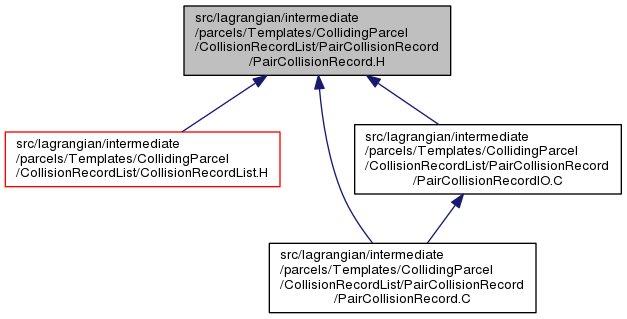 src/lagrangian/intermediate
/parcels/Templates/CollidingParcel
/CollisionRecordList/PairCollisionRecord
/PairCollisionRecord.H
src/lagrangian/intermediate
/parcels/Templates/CollidingParcel
/CollisionRecordList/CollisionRecordList.H
src/lagrangian/intermediate
/parcels/Templates/CollidingParcel
/CollisionRecordList/PairCollisionRecord
/PairCollisionRecordIO.C
src/lagrangian/intermediate
/parcels/Templates/CollidingParcel
/CollisionRecordList/PairCollisionRecord
/PairCollisionRecord.C